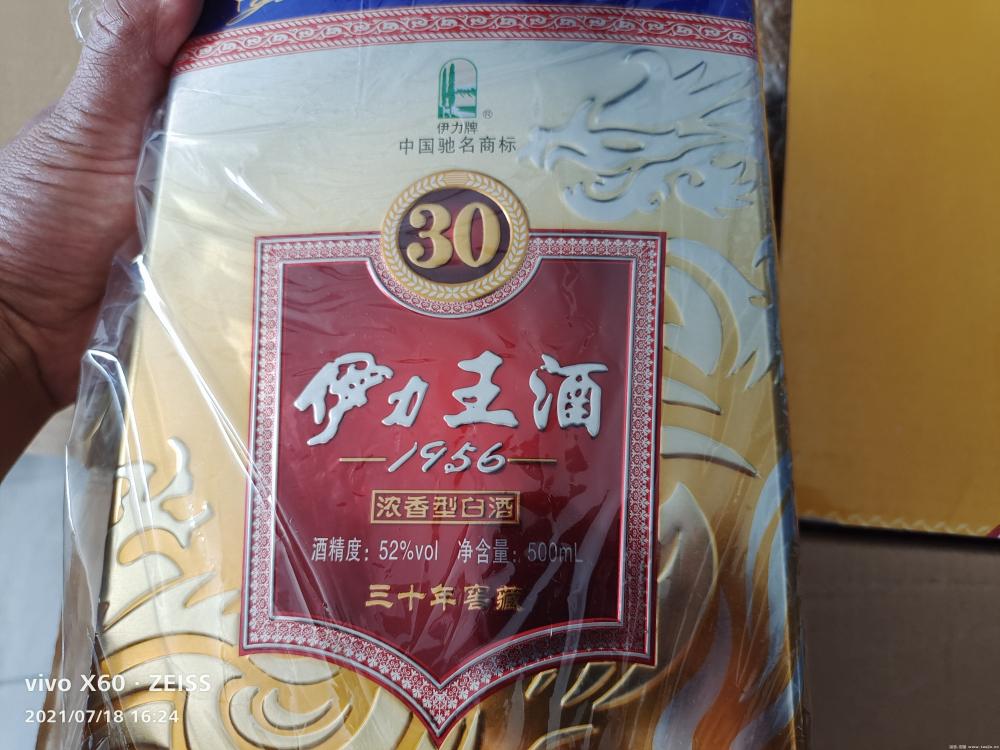 伊力牌
®
中国驰名商标
30
伊力王酒
1956
浓香型白酒
酒精度：52%vol 净含量：500mL
三十年窖藏
vivo X60 · ZEISS
2021/07/18 16:24